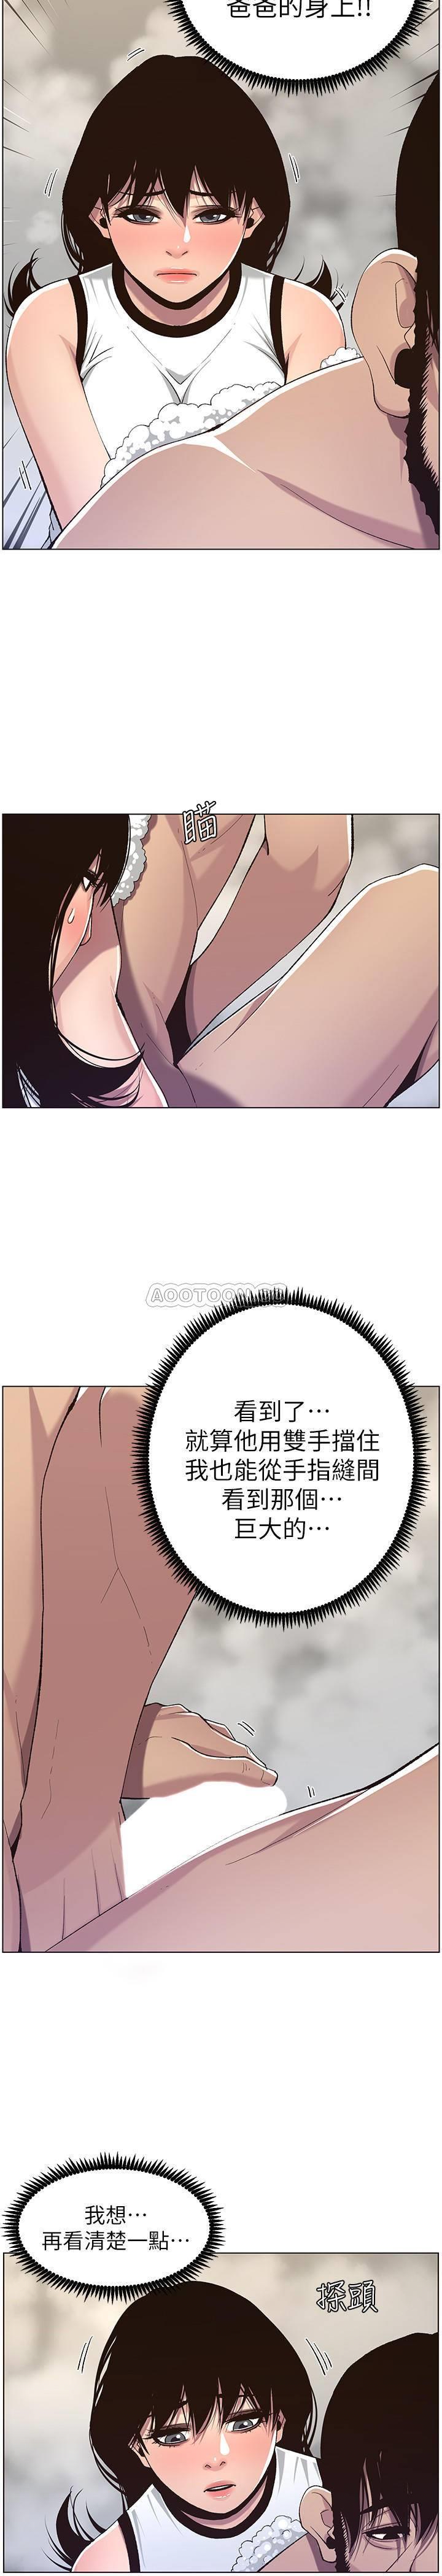 爸爸的身上!!
瞄
AOOTOON
看到了…
就算他用雙手擋住
我也能從手指縫間
看到那個…
巨大的…
我想…
再看清楚一點…
探頭